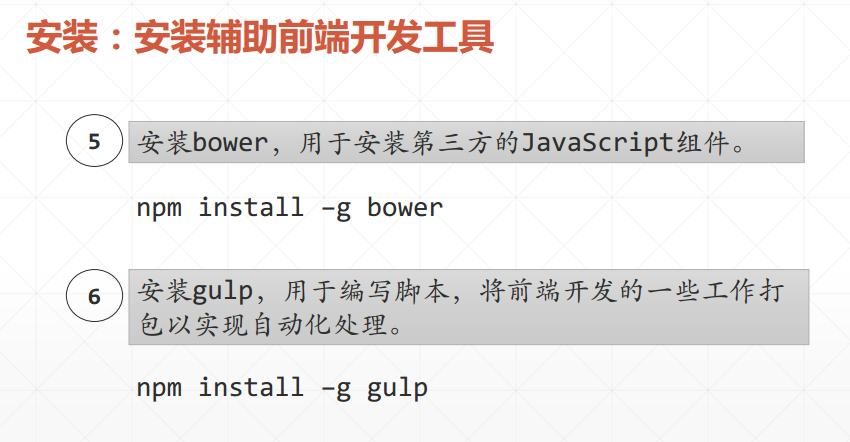 安装：安装辅助前端开发工具
5
安装bower，用于安装第三方的JavaScript组件。
npm install –g bower
6
安装gulp，用于编写脚本，将前端开发的一些工作打
包以实现自动化处理。
npm install –g gulp